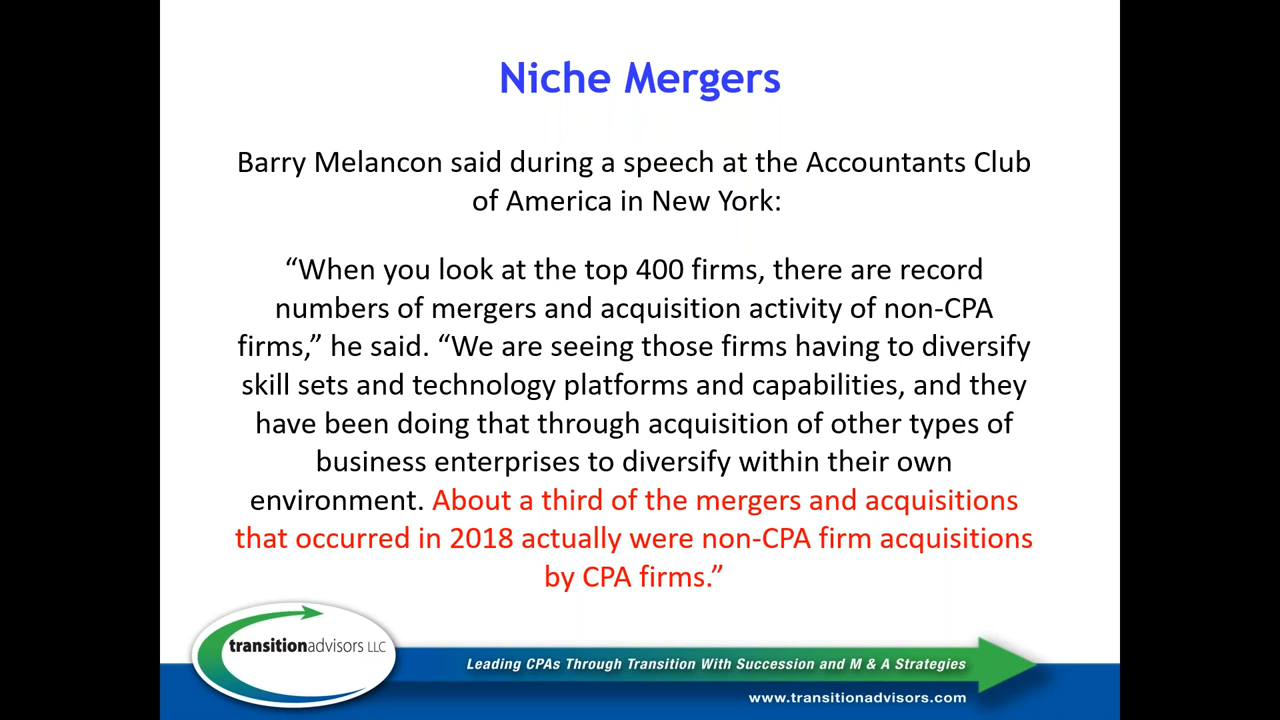 Niche Mergers
Barry Melancon said during a speech at the Accountants Club
of America in New York:
“When you look at the top 400 firms, there are record
numbers of mergers and acquisition activity of non-CPA
firms,” he said. “We are seeing those firms having to diversify
skill sets and technology platforms and capabilities, and they
have been doing that through acquisition of other types of
business enterprises to diversify within their own
environment. About a third of the mergers and acquisitions
that occurred in 2018 actually were non-CPA firm acquisitions
by CPA firms.”
transitionadvisors LLC
Leading CPAs Through Transition With Succession and M & A Strategies
www.transitionadvisors.com